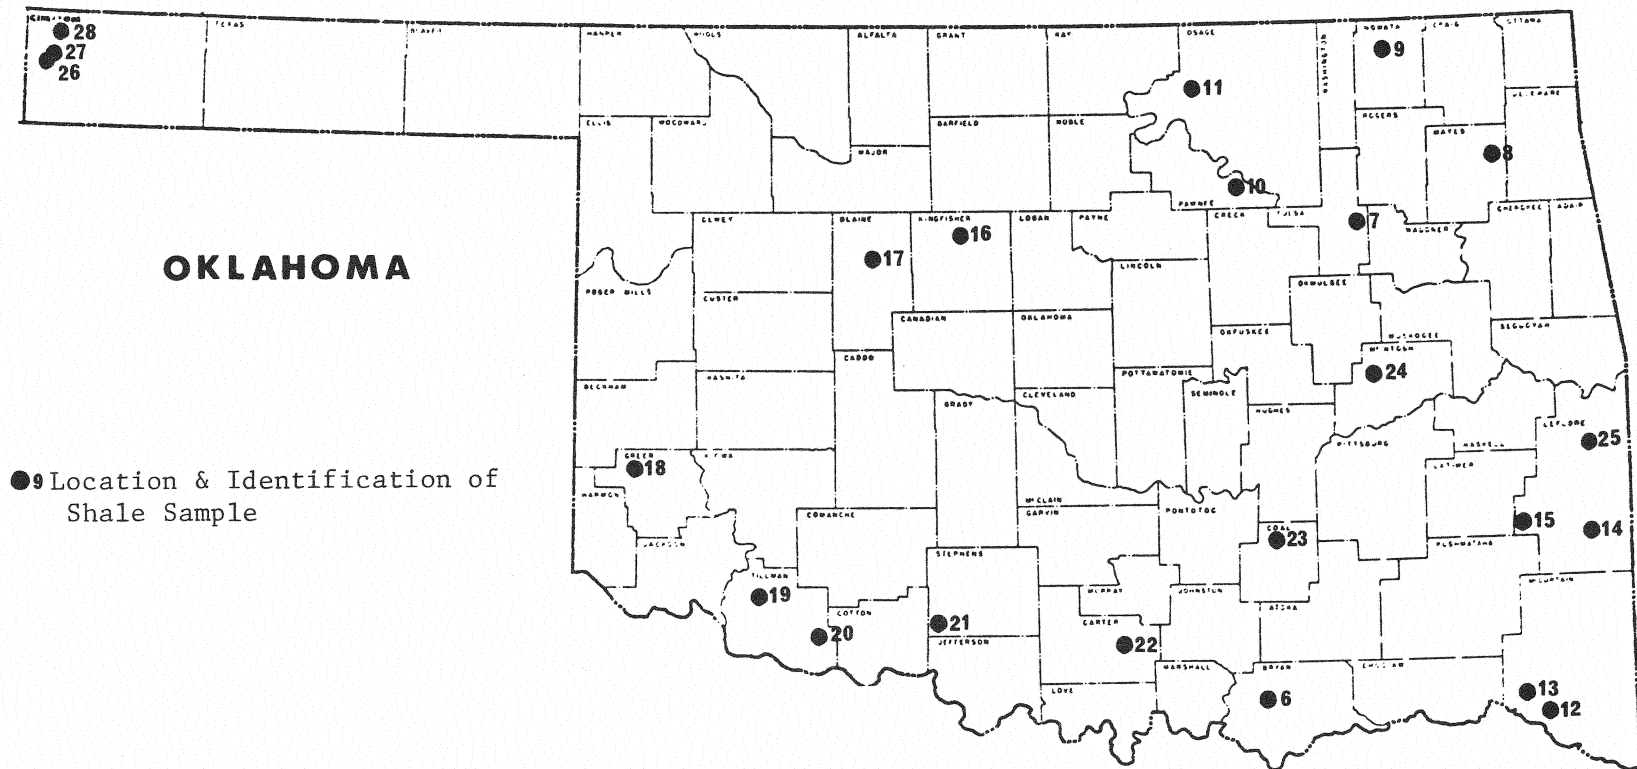 Cimarron
TEXAS
BEAVER
HARPER
WOODS
ALFALFA
GRANT
KAY
OSAGE
WASHINGTON
NOWATA
CRAIG
OTTAWA
28
27
26
9
11
ELLIS
WOODWARD
MAJOR
GARFIELD
NOBLE
ROGERS
MAYES
DELAWARE
8
10
PAWNEE
DEWEY
BLAINE
KINGFISHER
LOGAN
PAYNE
CREEK
TULSA
WAGONER
CHEROKEE
ADAIR
7
16
17
OKLAHOMA
LINCOLN
ROGER MILLS
CUSTER
OKMULGEE
CANADIAN
OKLAHOMA
OKFUSKEE
MUSKOGEE
SEQUOYAH
McINTOSH
24
CADDO
BECKHAM
WASHITA
POTTAWATOMIE
SEMINOLE
CLEVELAND
GRADY
HUGHES
PITTSBURG
HASKELL
LEFLORE
25
GREER
KIOWA
18
LATIMER
9 Location & Identification of
Shale Sample
HARMON
McCLAIN
GARVIN
PONTOTOC
COMANCHE
COAL
23
15
14
JACKSON
STEPHENS
PUSHMATAHA
TILLMAN
19
MURRAY
JOHNSTON
McCURTAIN
COTTON
ATOKA
20
21
CARTER
JEFFERSON
22
MARSHALL
BRYAN
CHOCTAW
LOVE
6
13
12